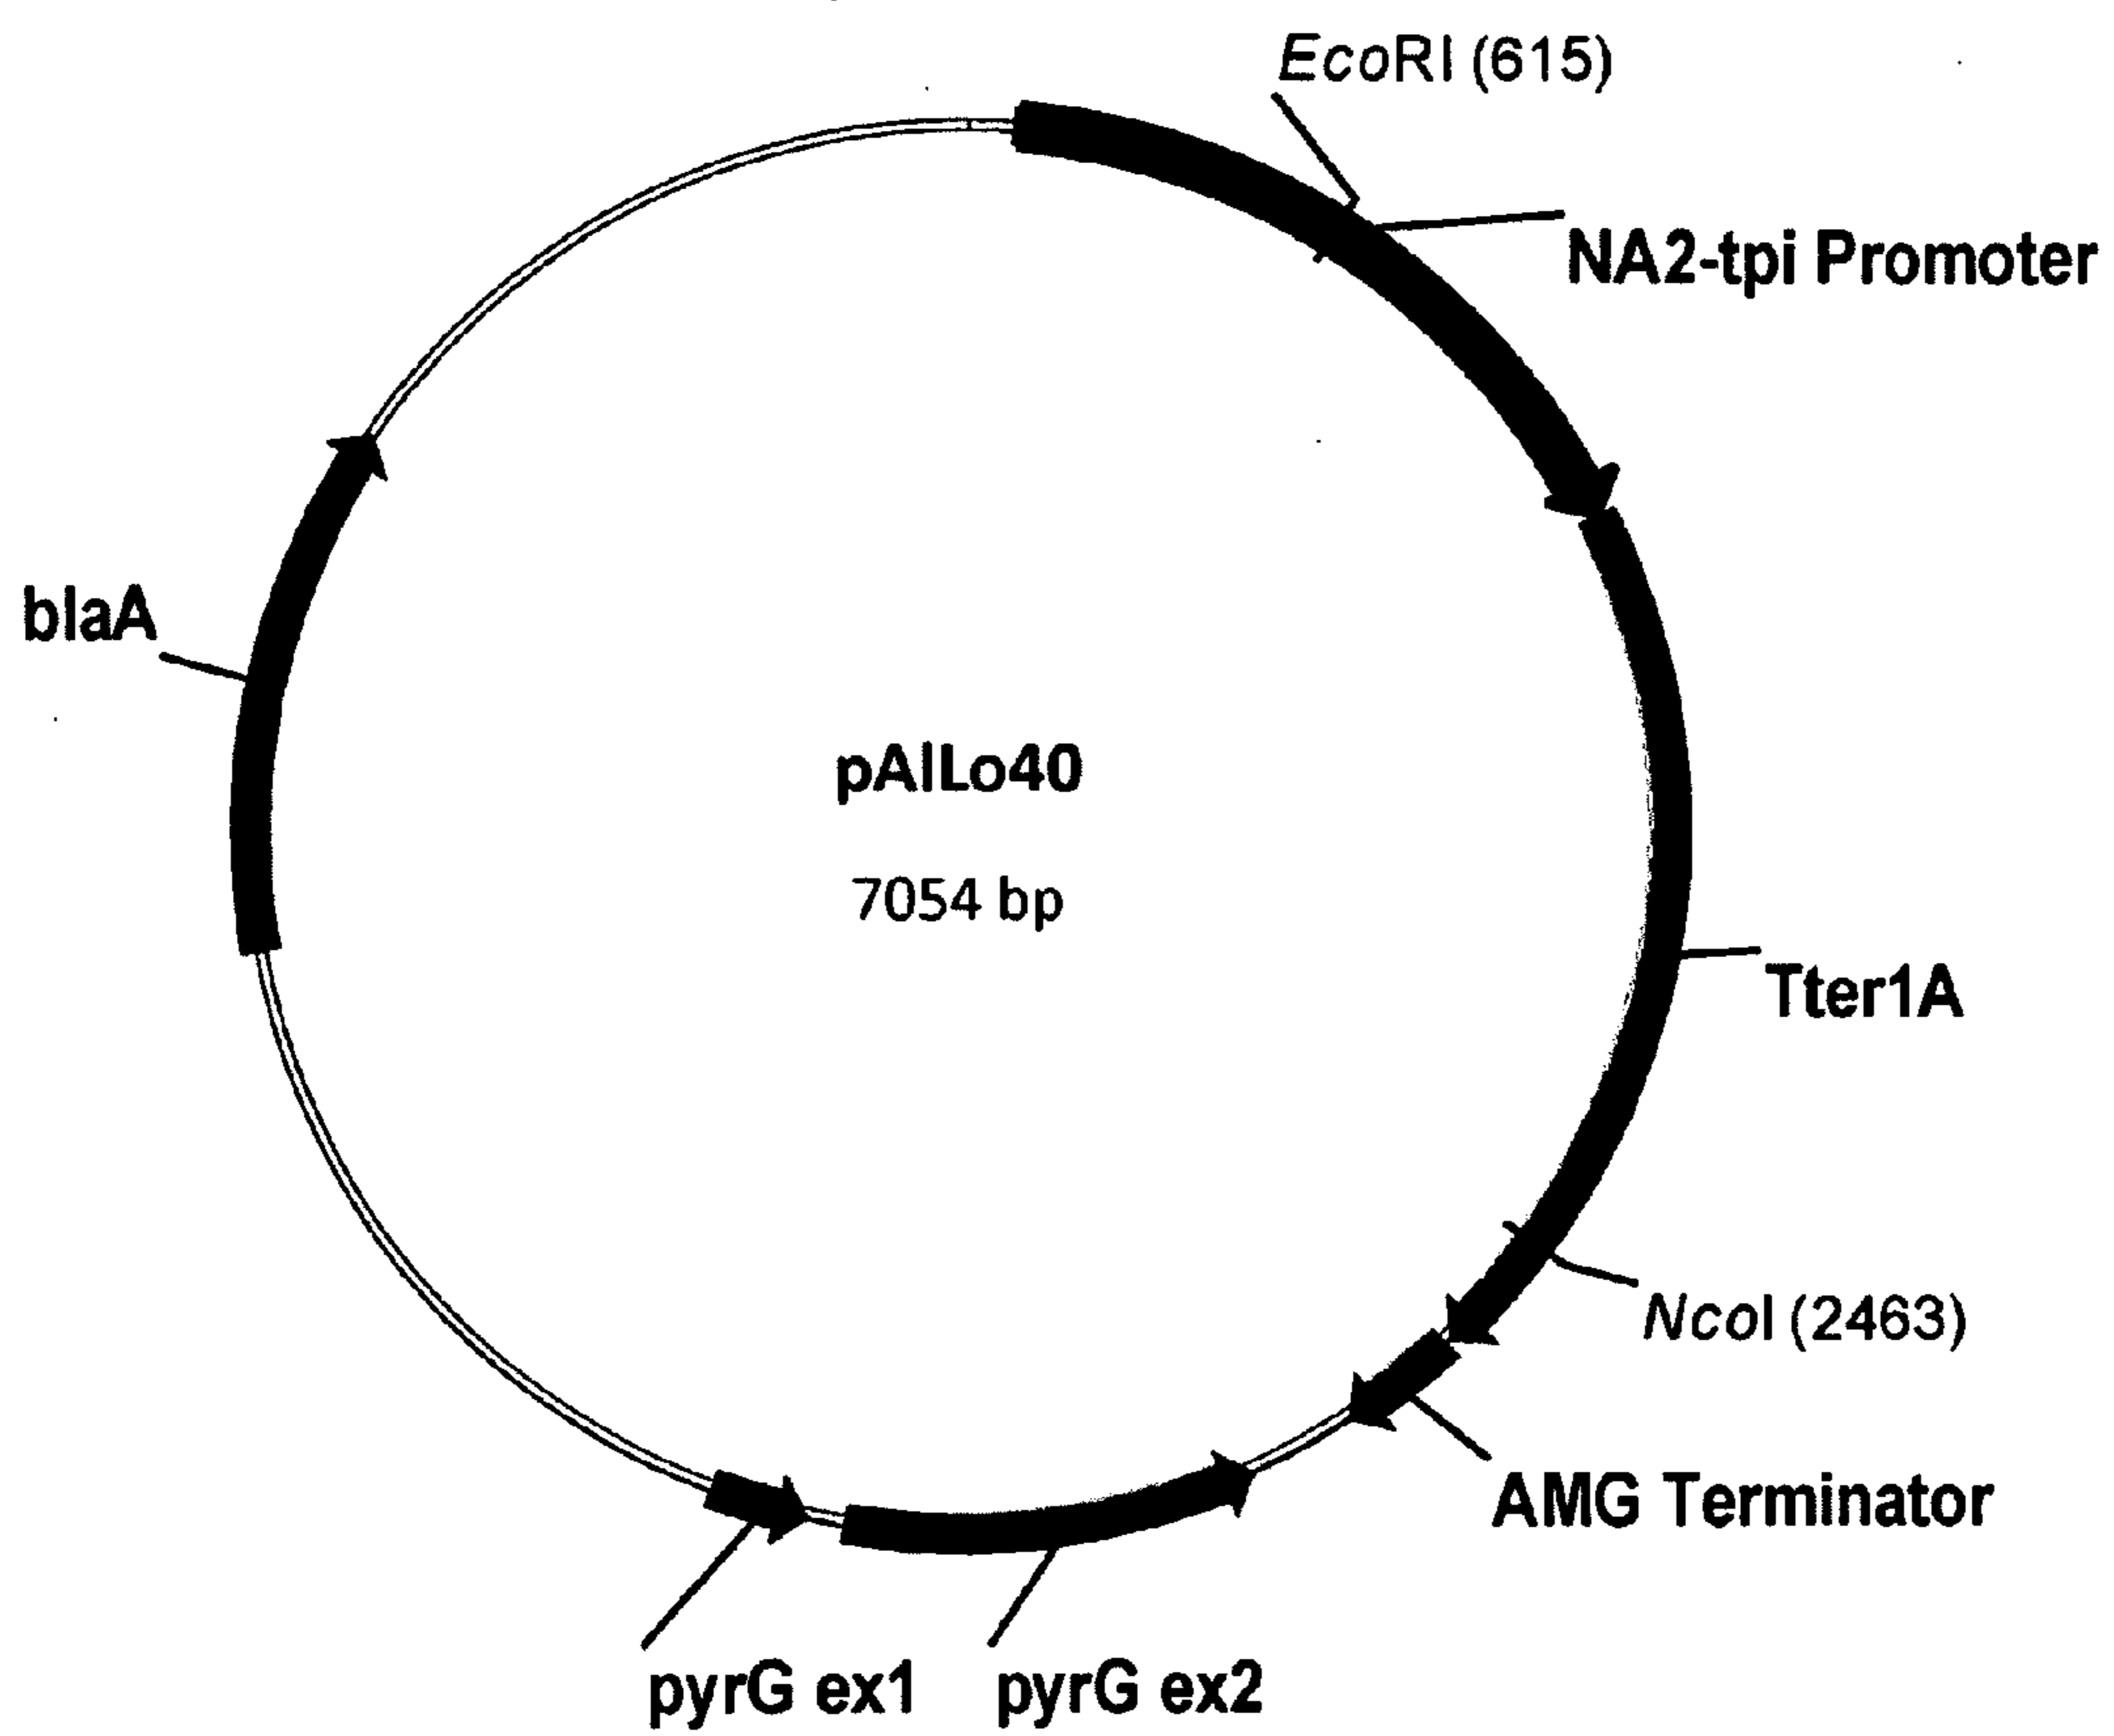 EcoRI (615)
NA2-tpi Promoter
blaA
pAlLo40
7054 bp
Tter1A
NcoI (2463)
AMG Terminator
pyrG ex1
pyrG ex2